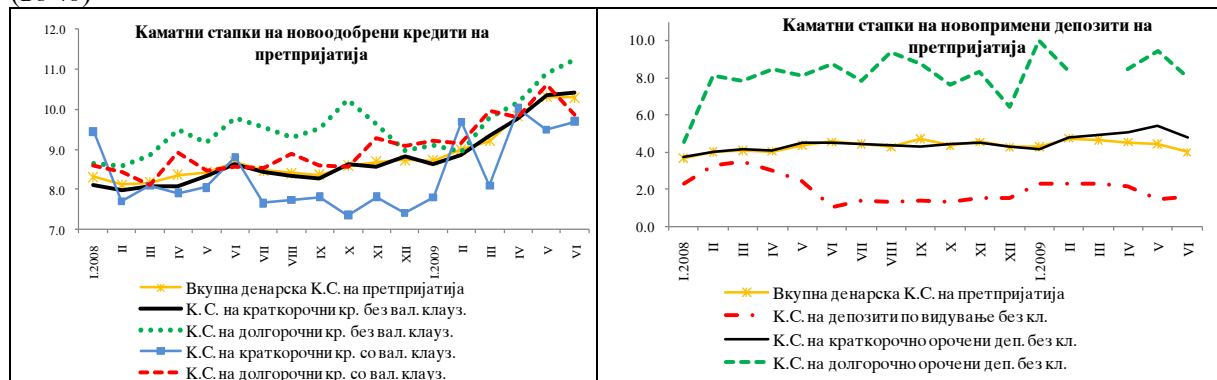 (во %)
Каматни стапки на новоодобрени кредити на
претпријатија
12.0
11.0
10.0
9.0
8.0
7.0
I.2008
II
III
IV
V
VI
VII
VIII
IX
X
XI
XII
I.2009
II
III
IV
V
VI
Вкупна денарска К.С. на претпријатија
К. С. на краткорочни кр. без вал. клауз.
К.С. на долгорочни кр. без вал. клауз.
К.С. на краткорочни кр. со вал. клауз.
К.С. на долгорочни кр. со вал. клауз.
Каматни стапки на новопримени депозити на
претпријатија
10.0
8.0
6.0
4.0
2.0
0.0
I.2008
II
III
IV
V
VI
VII
VIII
IX
X
XI
XII
I.2009
II
III
IV
V
VI
Вкупна денарска К.С. на претпријатија
К.С. на депозити по видување без кл.
К.С. на краткорочно орочени деп. без кл.
К.С. на долгорочно орочени деп. без кл.